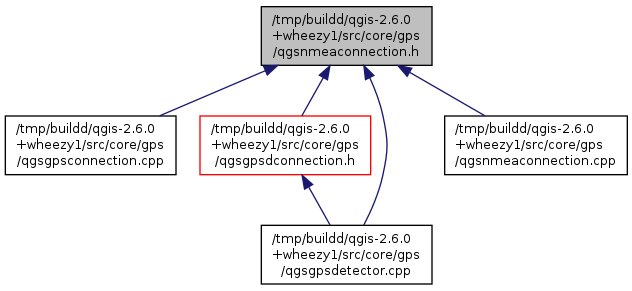 /tmp/buildd/qgis-2.6.0
+wheezy1/src/core/gps
/qgsnmeaconnection.h
/tmp/buildd/qgis-2.6.0
+wheezy1/src/core/gps
/qgsgpsconnection.cpp
/tmp/buildd/qgis-2.6.0
+wheezy1/src/core/gps
/qgsgpsdconnection.h
/tmp/buildd/qgis-2.6.0
+wheezy1/src/core/gps
/qgsnmeaconnection.cpp
/tmp/buildd/qgis-2.6.0
+wheezy1/src/core/gps
/qgsgpsdetector.cpp